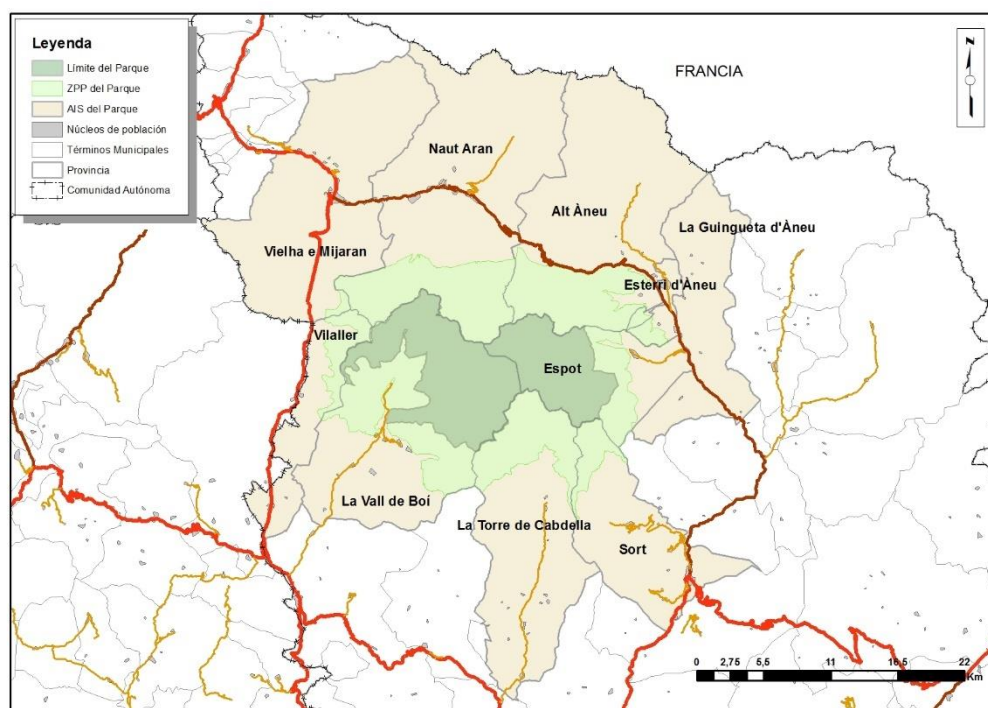 Leyenda
Límite del Parque
ZPP del Parque
AIS del Parque
Núcleos de población
Términos Municipales
Provincia
Comunidad Autónoma
FRANCIA
N
Naut Aran
Alt Àneu
La Guingueta d'Àneu
Vielha e Mijaran
Esterri d'Àneu
Vilaller
Espot
La Vall de Boí
La Torre de Cabdella
Sort
0 2,75 5,5 11 16,5 22
Km